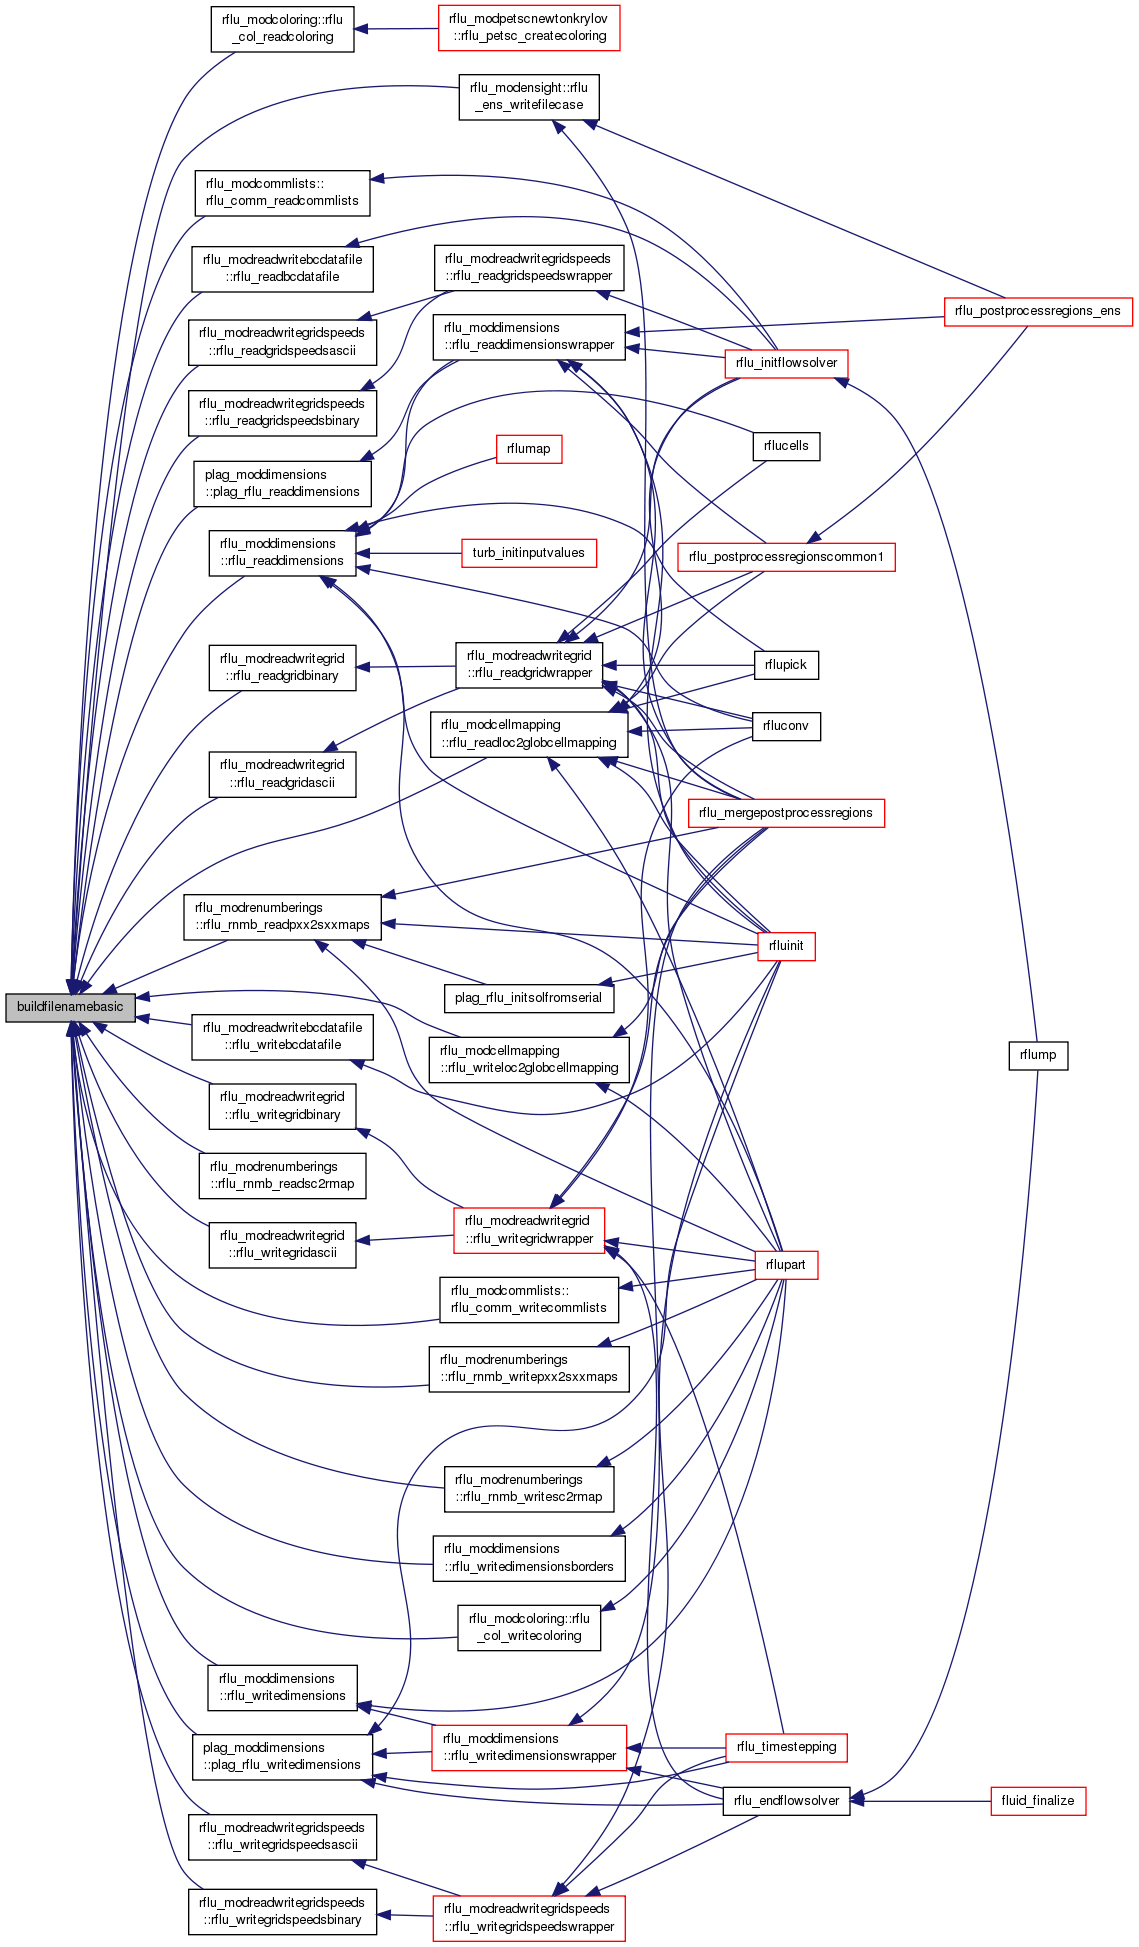 rflu_modcoloring::rflu
_col_readcoloring
rflu_modpetscnewtonkrylov
::rflu_petsc_createcoloring
rflu_modensight::rflu
_ens_writefilecase
rflu_modcommlists::
rflu_comm_readcommlists
rflu_modreadwritebcdatafile
::rflu_readbcdatafile
rflu_modreadwritegridspeeds
::rflu_readgridspeedswrapper
rflu_postprocessregions_ens
rflu_modreadwritegridspeeds
::rflu_readgridspeedsascii
rflu_moddimensions
::rflu_readdimensionswrapper
rflu_initflowsolver
rflu_modreadwritegridspeeds
::rflu_readgridspeedsbinary
rflumap
rflucells
plag_moddimensions
::plag_rflu_readdimensions
rflu_moddimensions
::rflu_readdimensions
turb_initinputvalues
rflu_postprocessregionscommon1
rflu_modreadwritegrid
::rflu_readgridbinary
rflu_modreadwritegrid
::rflu_readgridwrapper
rflupick
rflu_modcellmapping
::rflu_readloc2globcellmapping
rfluconv
rflu_modreadwritegrid
::rflu_readgridascii
rflu_mergepostprocessregions
rflu_modrenumberings
::rflu_rnmb_readpxx2sxxmaps
rfluinit
buildfilenamebasic
plag_rflu_initsolfromserial
rflu_modreadwritebcdatafile
::rflu_writebcdatafile
rflu_modcellmapping
::rflu_writeloc2globcellmapping
rflump
rflu_modreadwritegrid
::rflu_writegridbinary
rflu_modrenumberings
::rflu_rnmb_readsc2rmap
rflu_modreadwritegrid
::rflu_writegridascii
rflu_modreadwritegrid
::rflu_writegridwrapper
rflupart
rflu_modcommlists::
rflu_comm_writecommlists
rflu_modrenumberings
::rflu_rnmb_writepxx2sxxmaps
rflu_modrenumberings
::rflu_rnmb_writesc2rmap
rflu_moddimensions
::rflu_writedimensionsborders
rflu_modcoloring::rflu
_col_writecoloring
rflu_moddimensions
::rflu_writedimensions
plag_moddimensions
::plag_rflu_writedimensions
rflu_moddimensions
::rflu_writedimensionswrapper
rflu_timestepping
rflu_endflowsolver
fluid_finalize
rflu_modreadwritegridspeeds
::rflu_writegridspeedsascii
rflu_modreadwritegridspeeds
::rflu_writegridspeedsbinary
rflu_modreadwritegridspeeds
::rflu_writegridspeedswrapper